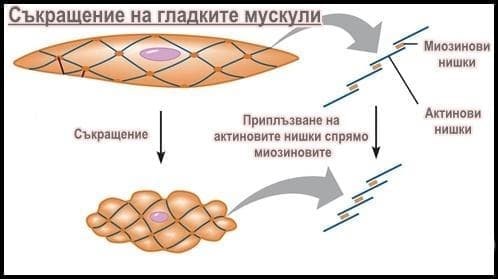 Съкращение на гладките мускули
Миозинови
нишки
Актинови
нишки
Съкращение
Приплъзване на
актиновите нишки спрямо
миозиновите